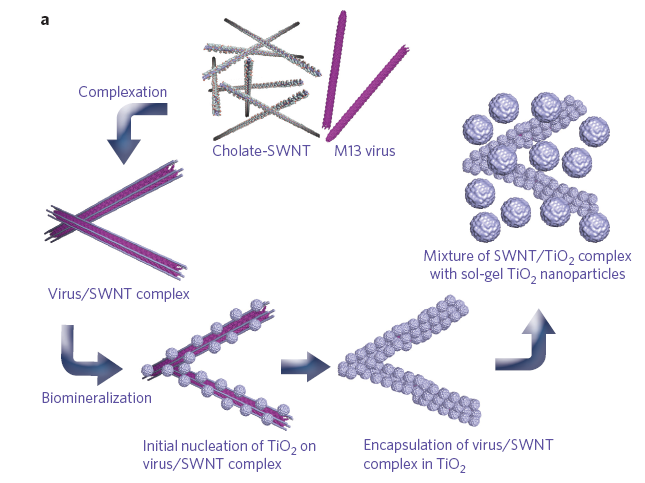 a
Complexation
Cholate-SWNT
M13 virus
Virus/SWNT complex
Biomineralization
Initial nucleation of TiO₂ on
virus/SWNT complex
Encapsulation of virus/SWNT
complex in TiO₂
Mixture of SWNT/TiO₂ complex
with sol-gel TiO₂ nanoparticles